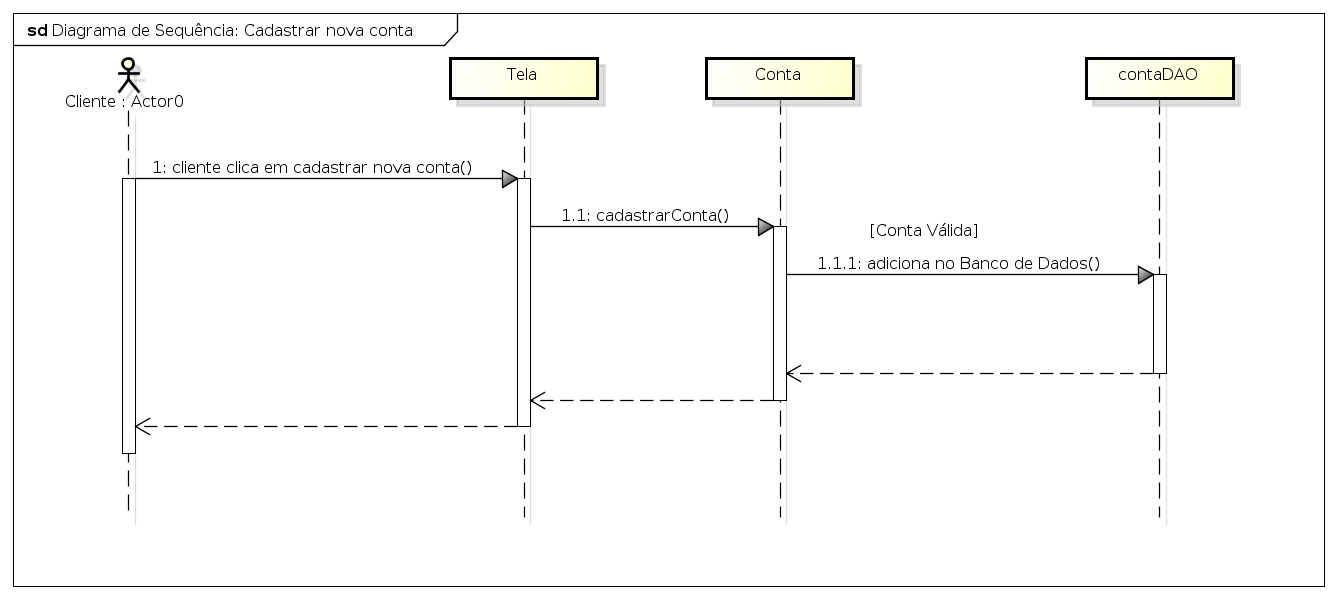 sd Diagrama de Sequência: Cadastrar nova conta
Cliente : Actor0
Tela
Conta
contaDAO
1: cliente clica em cadastrar nova conta()
1.1: cadastrarConta()
[Conta Válida]
1.1.1: adiciona no Banco de Dados()